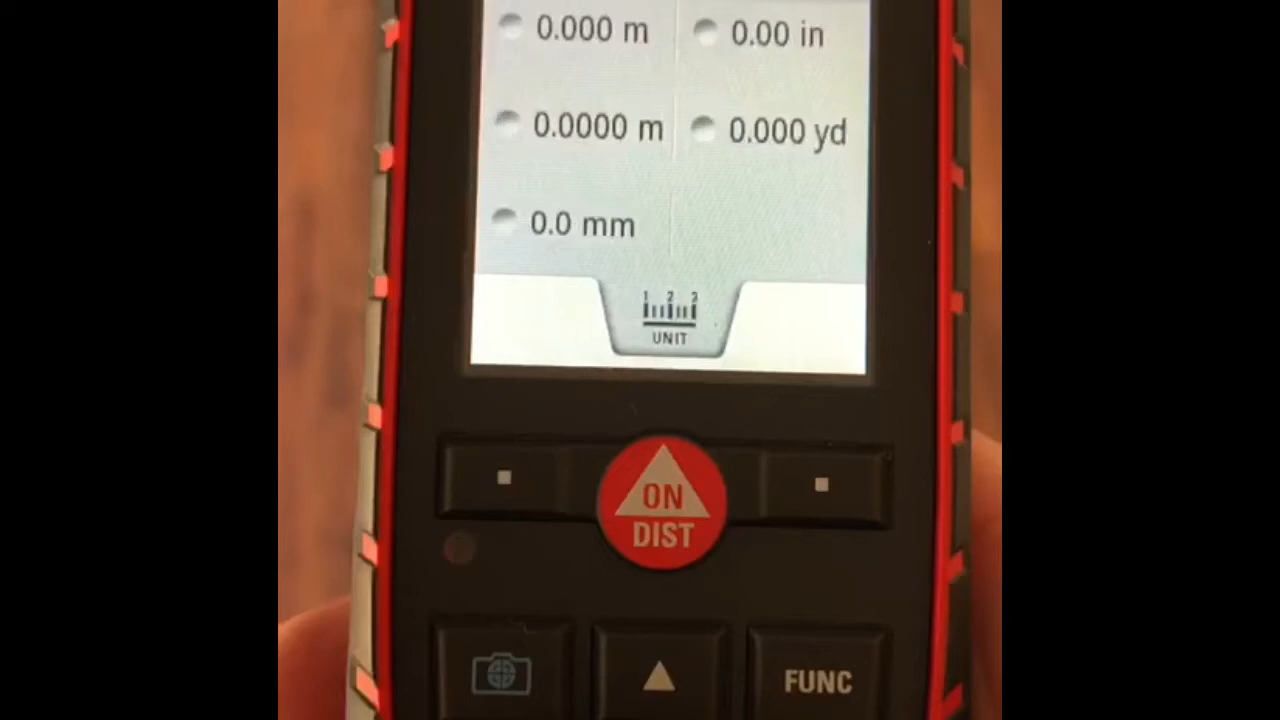 0.000 m 0.00 in
0.0000 m 0.000 yd
0.0 mm
1 2 3
UNIT
ON
DIST
FUNC